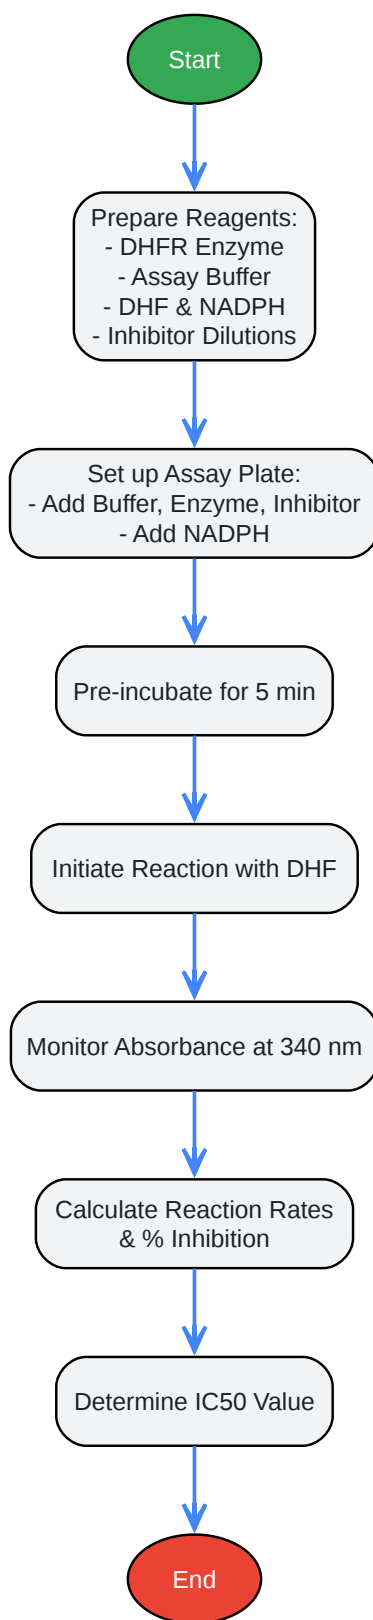 Start
Prepare Reagents:
- DHFR Enzyme
- Assay Buffer
- DHF & NADPH
- Inhibitor Dilutions
Set up Assay Plate:
- Add Buffer, Enzyme, Inhibitor
- Add NADPH
Pre-incubate for 5 min
Initiate Reaction with DHF
Monitor Absorbance at 340 nm
Calculate Reaction Rates
& % Inhibition
Determine IC50 Value
End